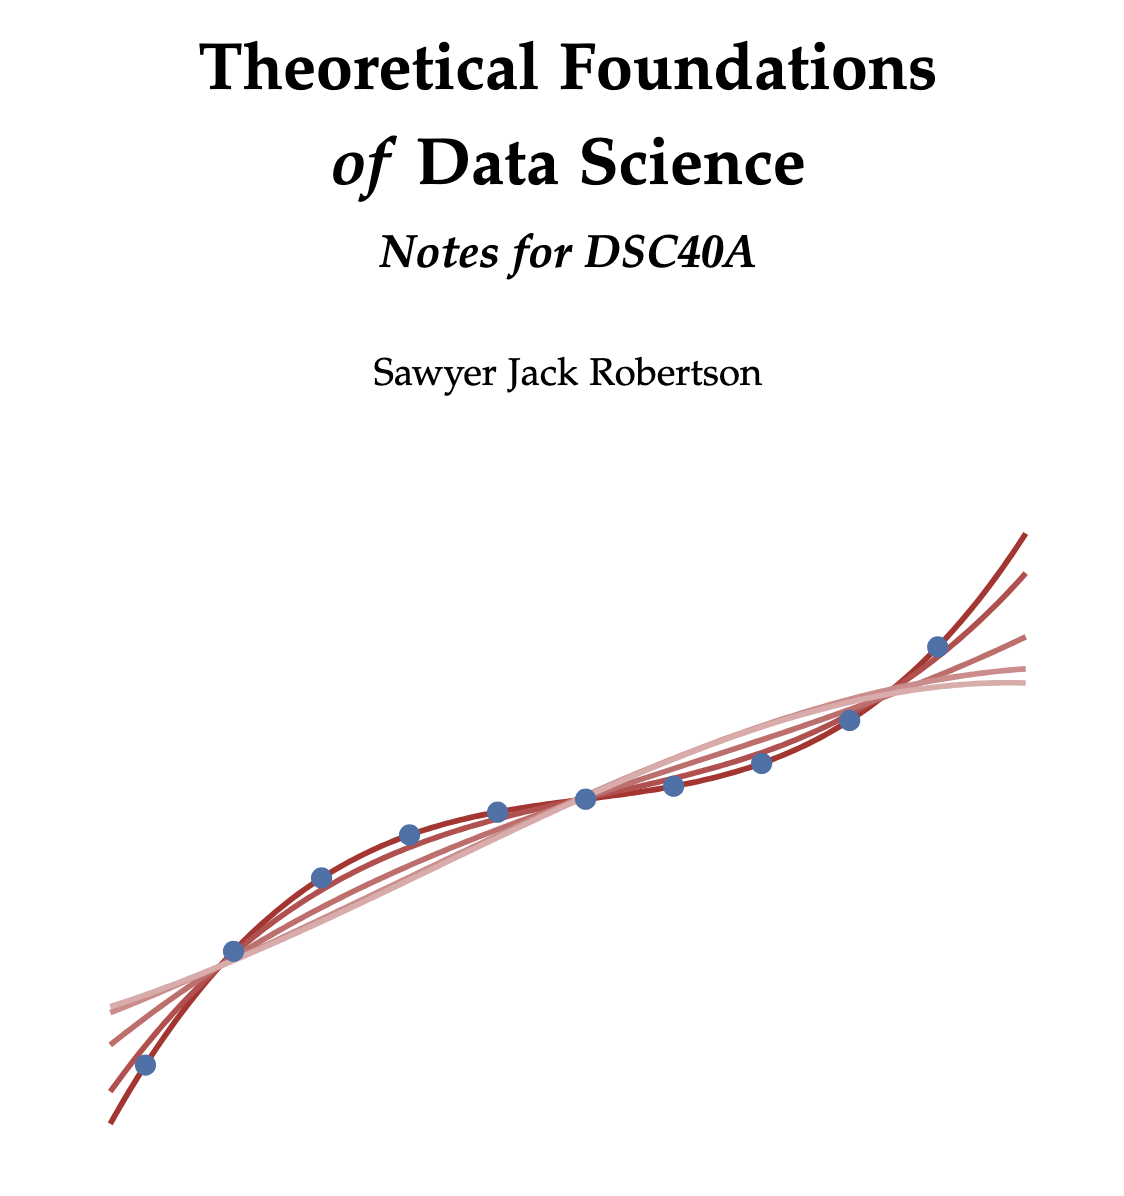 Theoretical Foundations
of Data Science
Notes for DSC40A
Sawyer Jack Robertson